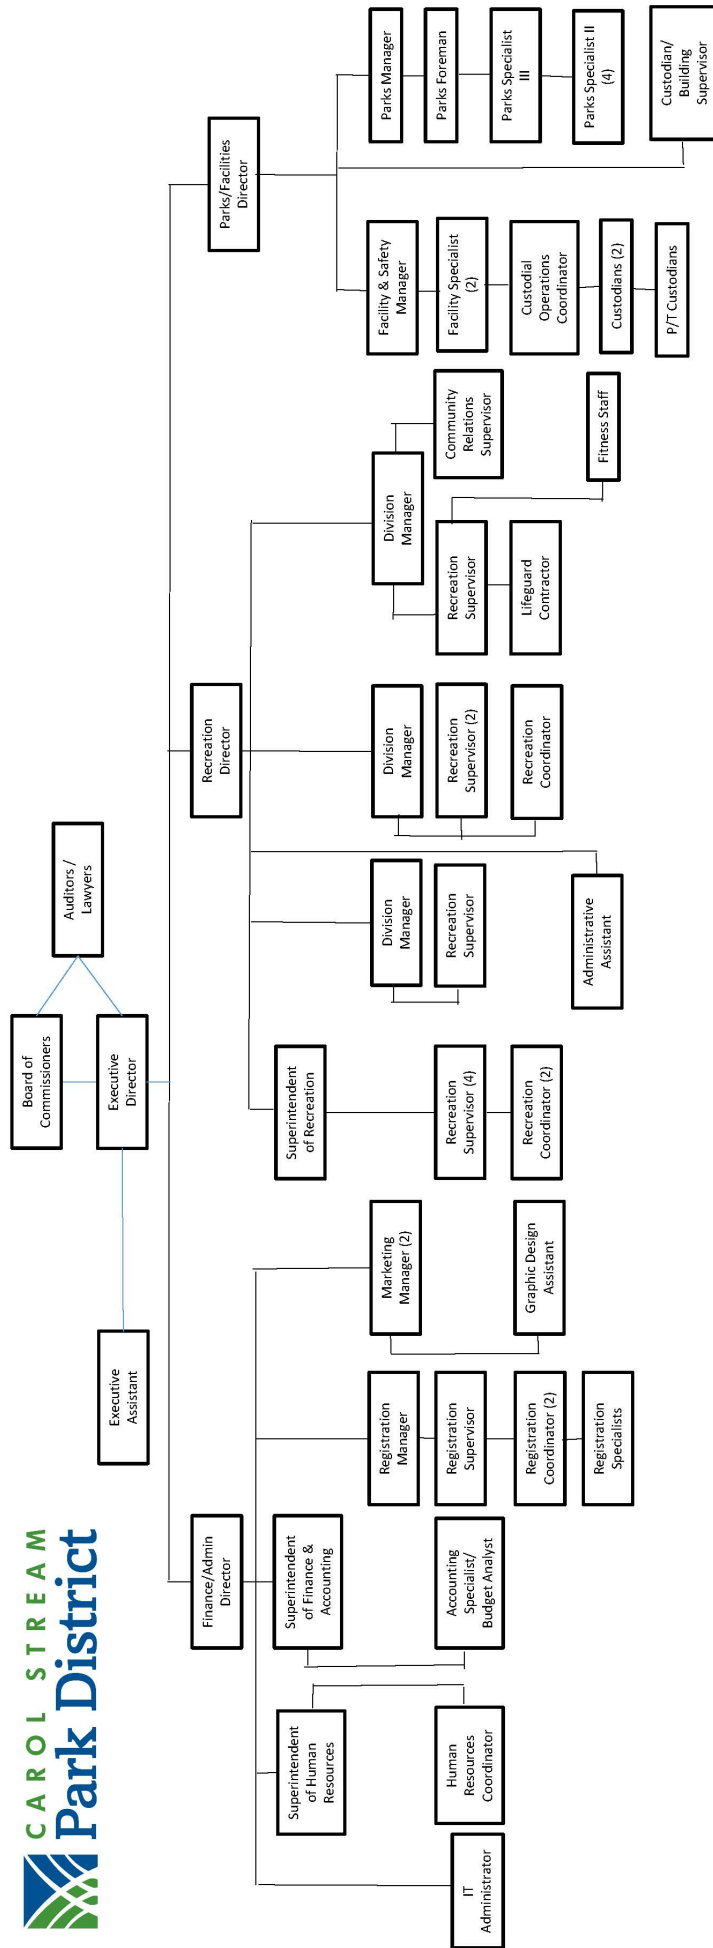 CAROL STREAM
Park District
Board of
Commissioners
Auditors /
Lawyers
Executive
Director
Executive
Assistant
Finance/Admin
Director
Recreation
Director
Parks/Facilities
Director
IT
Administrator
Superintendent
of Human
Resources
Human
Resources
Coordinator
Superintendent
of Finance &
Accounting
Accounting
Specialist/
Budget Analyst
Registration
Manager
Registration
Supervisor
Registration
Coordinator (2)
Registration
Specialists
Marketing
Manager (2)
Graphic Design
Assistant
Superintendent
of Recreation
Recreation
Supervisor (4)
Recreation
Coordinator (2)
Division
Manager
Recreation
Supervisor
Administrative
Assistant
Division
Manager
Recreation
Supervisor (2)
Recreation
Coordinator
Division
Manager
Recreation
Supervisor
Lifeguard
Contractor
Community
Relations
Supervisor
Fitness Staff
Facility & Safety
Manager
Facility Specialist
(2)
Custodial
Operations
Coordinator
Custodians (2)
P/T Custodians
Parks Manager
Parks Foreman
Parks Specialist
III
Parks Specialist II
(4)
Custodian/
Building
Supervisor